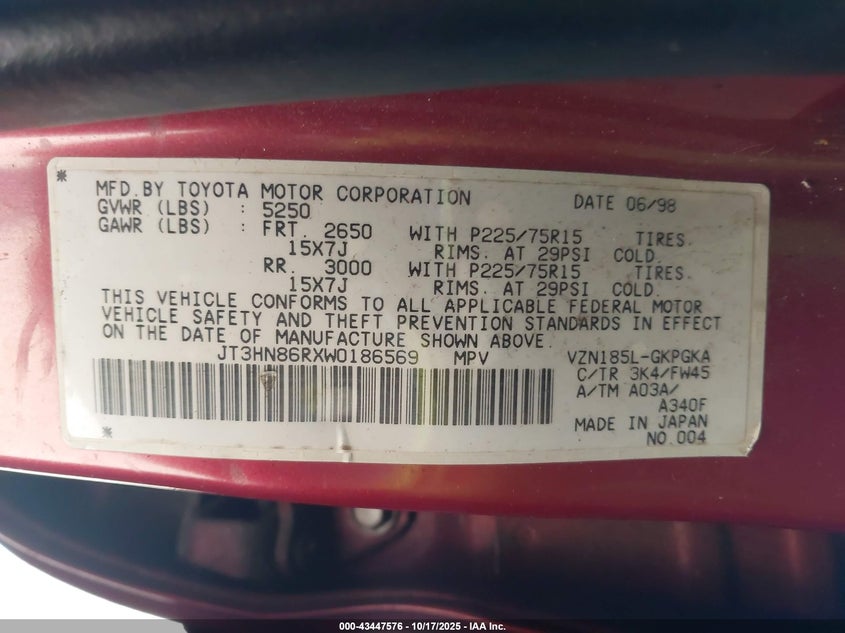 * MFD.BY TOYOTA MOTOR CORPORATION DATE 06/98
GVWR (LBS) : 5250
GAWR (LBS) : FRT. 2650 WITH P225/75R15 TIRES.
15X7J RIMS. AT 29PSI COLD.
RR. 3000 WITH P225/75R15 TIRES.
15X7J RIMS. AT 29PSI COLD.
THIS VEHICLE CONFORMS TO ALL APPLICABLE FEDERAL MOTOR
VEHICLE SAFETY AND THEFT PREVENTION STANDARDS IN EFFECT
ON THE DATE OF MANUFACTURE SHOWN ABOVE.
JT3HN86RXW0186569 MPV VZN185L-GKPGKA
C/TR 3K4/FW45
A/TM A03A/
A340F
MADE IN JAPAN
* NO.004
000-43447576 - 10/17/2025 - IAA Inc.